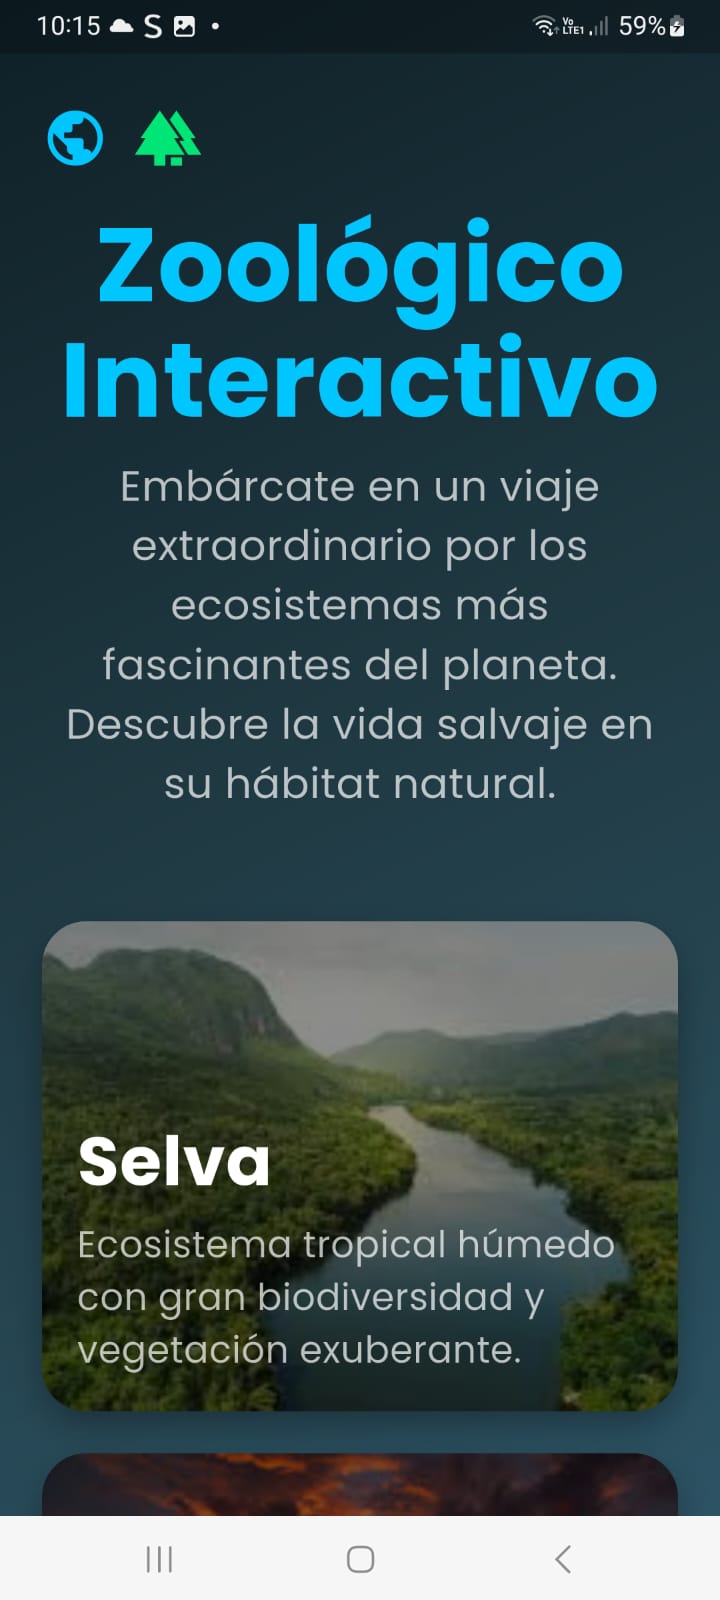 10:15 S
Vo LTE1 59%
Zoológico
Interactivo
Embárcate en un viaje
extraordinario por los
ecosistemas más
fascinantes del planeta.
Descubre la vida salvaje en
su hábitat natural.
Selva
Ecosistema tropical húmedo
con gran biodiversidad y
vegetación exuberante.